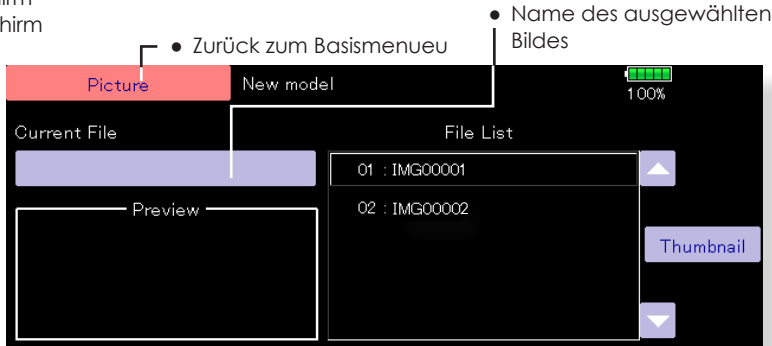 hirm
● Name des ausgewählten
Bildes
● Zurück zum Basismenueu
Picture
New model
100%
Current File
File List
01 : IMG00001
Preview
02 : IMG00002
Thumbnail